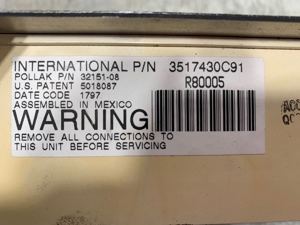 INTERNATIONAL P/N 3517430C91
POLLAK P/N 32151-08
R80005
U.S. PATENT 5018087
DATE CODE 1797
ASSEMBLED IN MEXICO
WARNING
REMOVE ALL CONNECTIONS TO
THIS UNIT BEFORE SERVICING